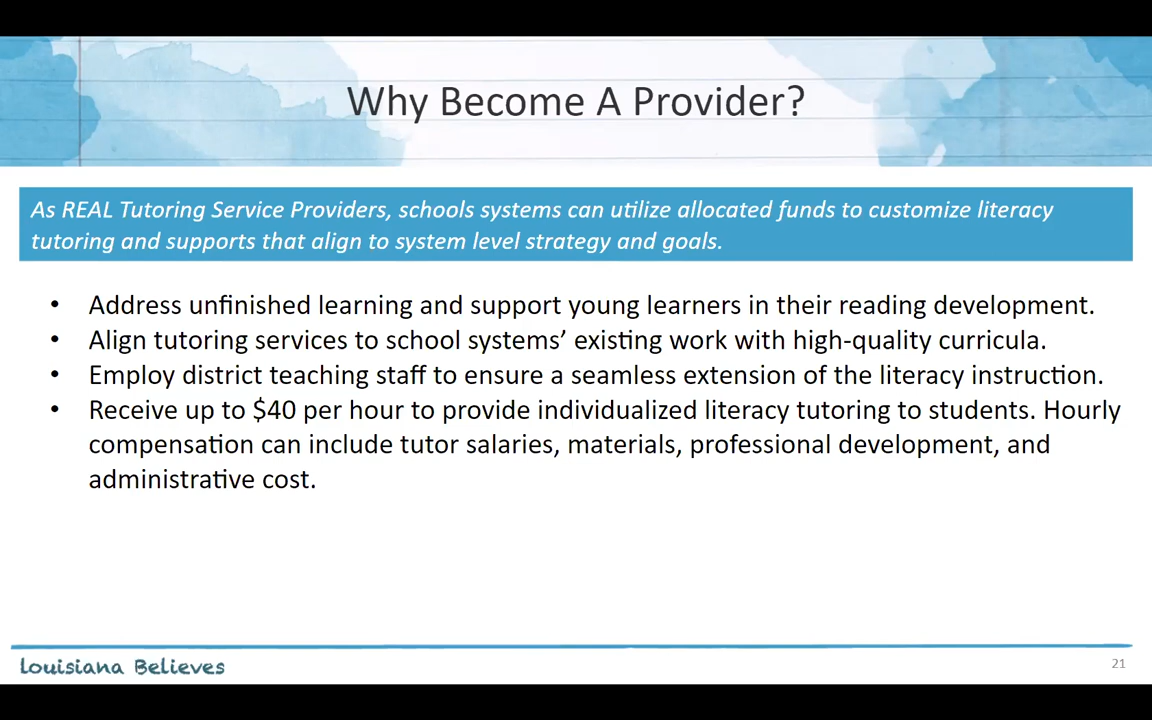 Why Become A Provider?
As REAL Tutoring Service Providers, schools systems can utilize allocated funds to customize literacy
tutoring and supports that align to system level strategy and goals.
• Address unfinished learning and support young learners in their reading development.
• Align tutoring services to school systems’ existing work with high-quality curricula.
• Employ district teaching staff to ensure a seamless extension of the literacy instruction.
• Receive up to $40 per hour to provide individualized literacy tutoring to students. Hourly
compensation can include tutor salaries, materials, professional development, and
administrative cost.
Louisiana Believes
21